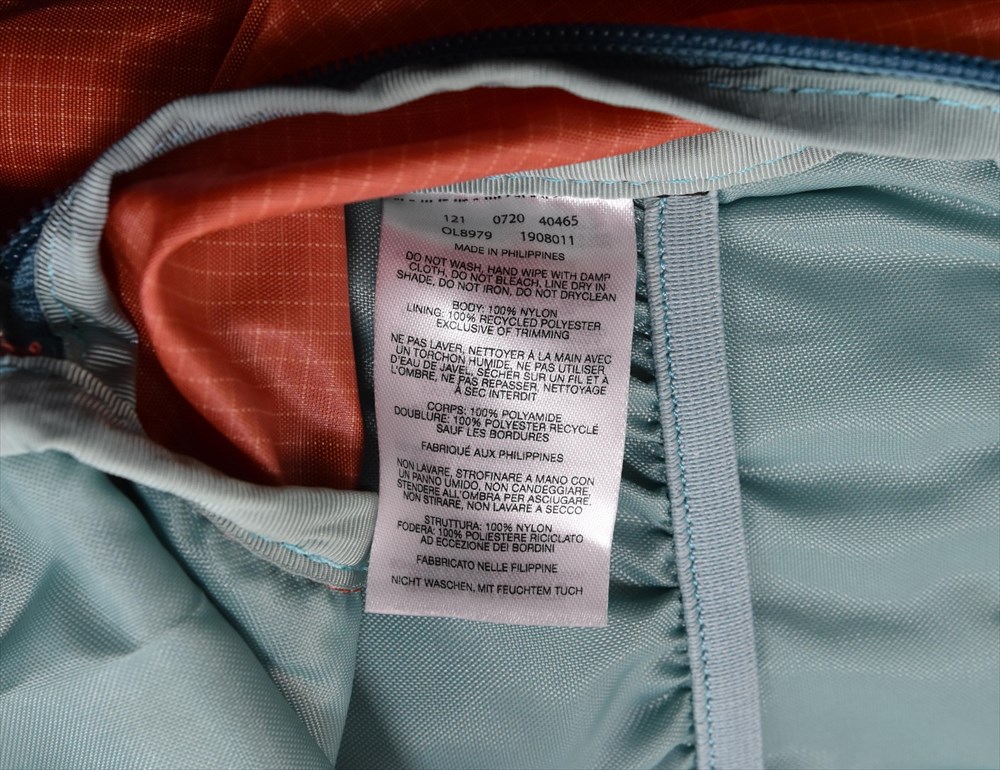 121 0720 40465
OL8979 1908011
MADE IN PHILIPPINES
DO NOT WASH, HAND WIPE WITH DAMP
CLOTH, DO NOT BLEACH, LINE DRY IN
SHADE, DO NOT IRON, DO NOT DRYCLEAN
BODY: 100% NYLON
LINING: 100% RECYCLED POLYESTER
EXCLUSIVE OF TRIMMING
NE PAS LAVER, NETTOYER À LA MAIN AVEC
UN TORCHON HUMIDE, NE PAS UTILISER
D'EAU DE JAVEL, SÉCHER SUR UN FIL ET À
L'OMBRE, NE PAS REPASSER, NETTOYAGE
À SEC INTERDIT
CORPS: 100% POLYAMIDE
DOUBLURE: 100% POLYESTER RECYCLÉ
SAUF LES BORDURES
FABRIQUÉ AUX PHILIPPINES
NON LAVARE, STROFINARE A MANO CON
UN PANNO UMIDO, NON CANDEGGIARE,
STENDERE ALL'OMBRA PER ASCIUGARE,
NON STIRARE, NON LAVARE A SECCO
STRUTTURA: 100% NYLON
FODERA: 100% POLIESTERE RICICLATO
AD ECCEZIONE DEI BORDINI
FABBRICATO NELLE FILIPPINE
NICHT WASCHEN, MIT FEUCHTEM TUCH